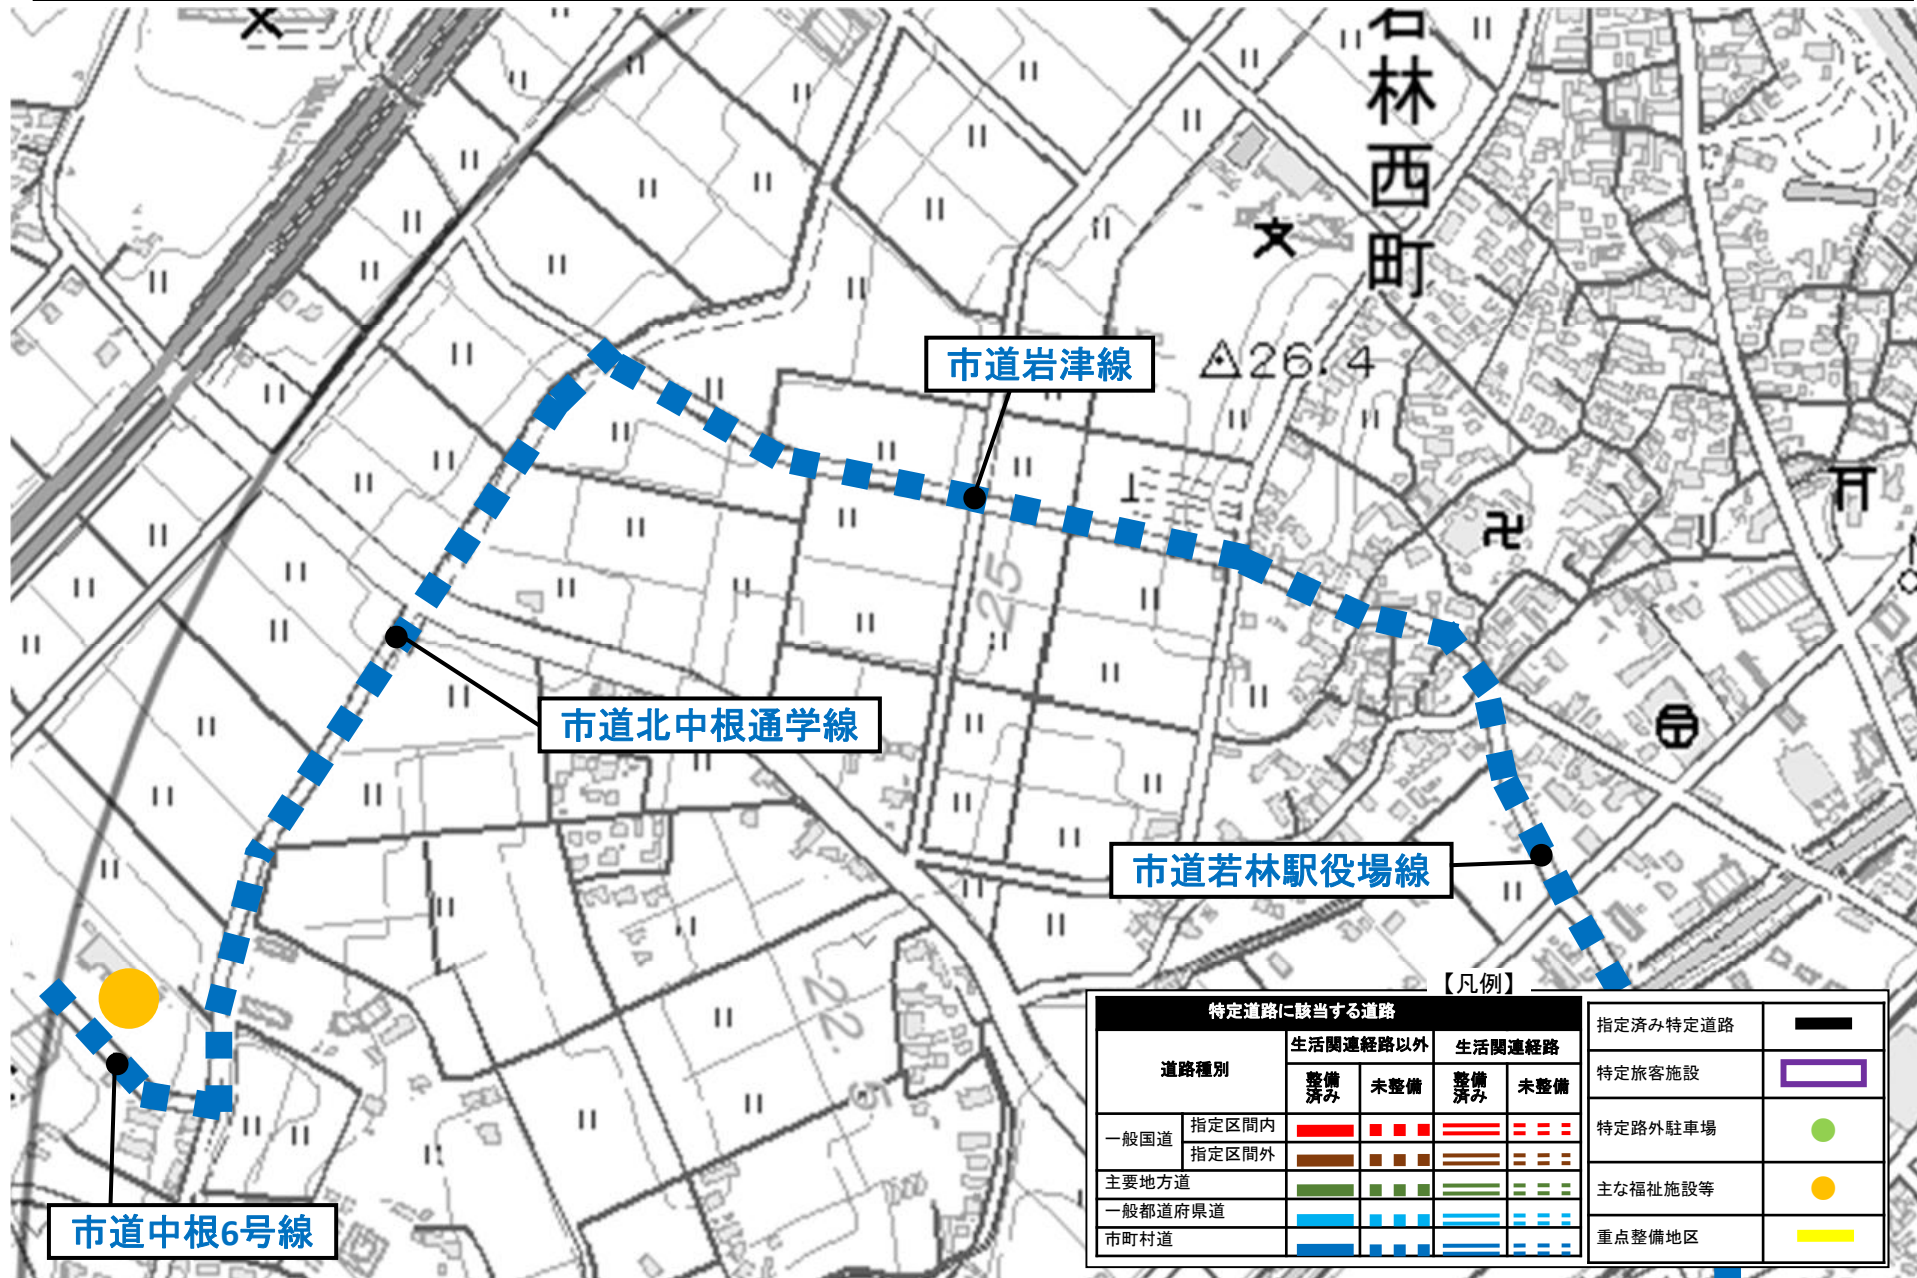 若林西町
26.4
市道岩津線
25
市道北中根通学線
市道若林駅役場線
22.5
市道中根6号線
【凡例】
特定道路に該当する道路
道路種別
生活関連経路以外
生活関連経路
整備済み
未整備
整備済み
未整備
一般国道
指定区間内
指定区間外
主要地方道
一般都道府県道
市町村道
指定済み特定道路
特定旅客施設
特定路外駐車場
主な福祉施設等
重点整備地区